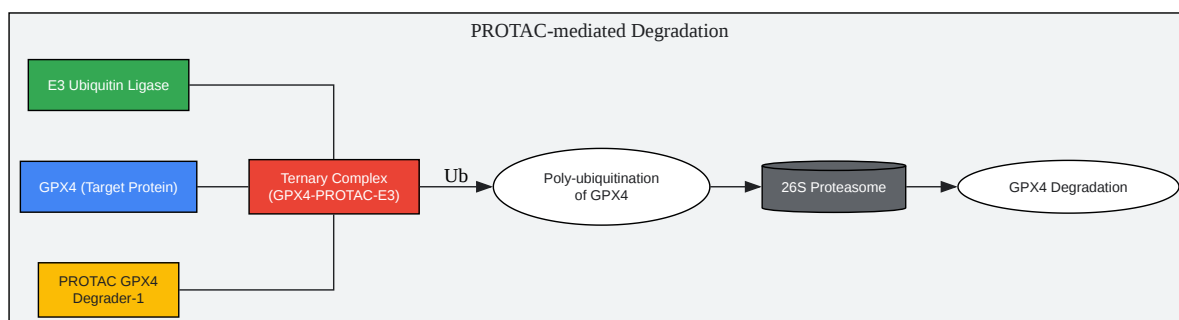 PROTAC-mediated Degradation
E3 Ubiquitin Ligase
GPX4 (Target Protein)
PROTAC GPX4
Degrader-1
Ternary Complex
(GPX4-PROTAC-E3)
Ub
Poly-ubiquitination
of GPX4
26S Proteasome
GPX4 Degradation